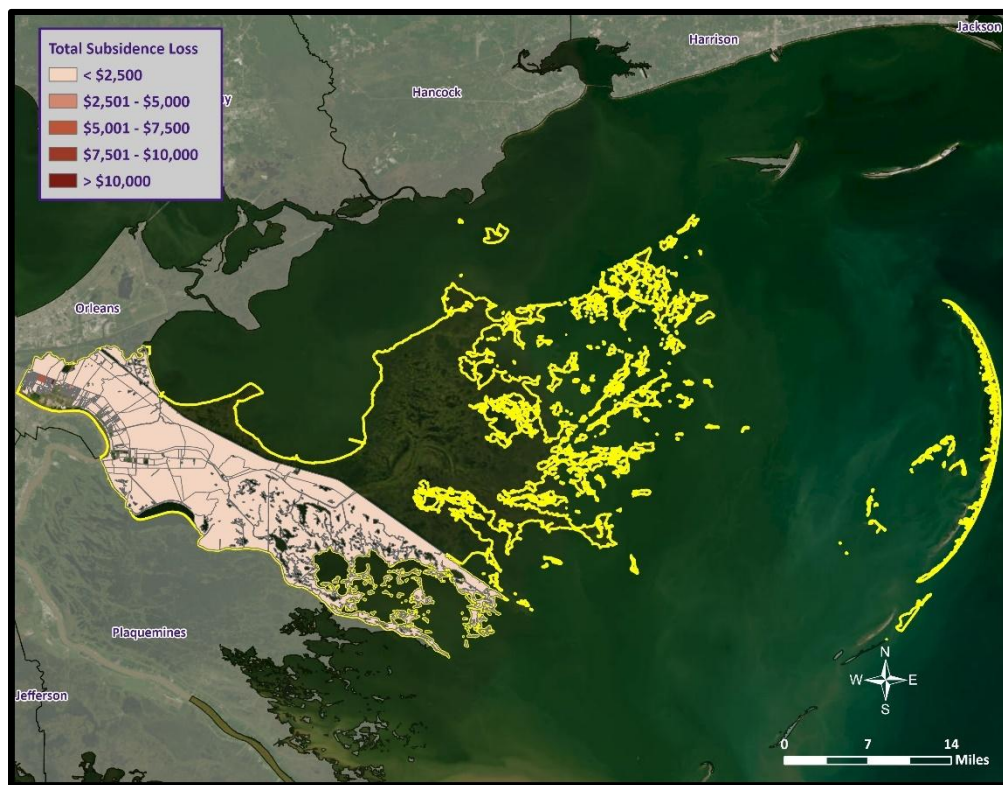 Total Subsidence Loss
< $2,500
$2,501 - $5,000
y
$5,001 - $7,500
$7,501 - $10,000
> $10,000
Jackson
Harrison
Hancock
Orleans
Plaquemines
Jefferson
N
W E
S
0 7 14
Miles